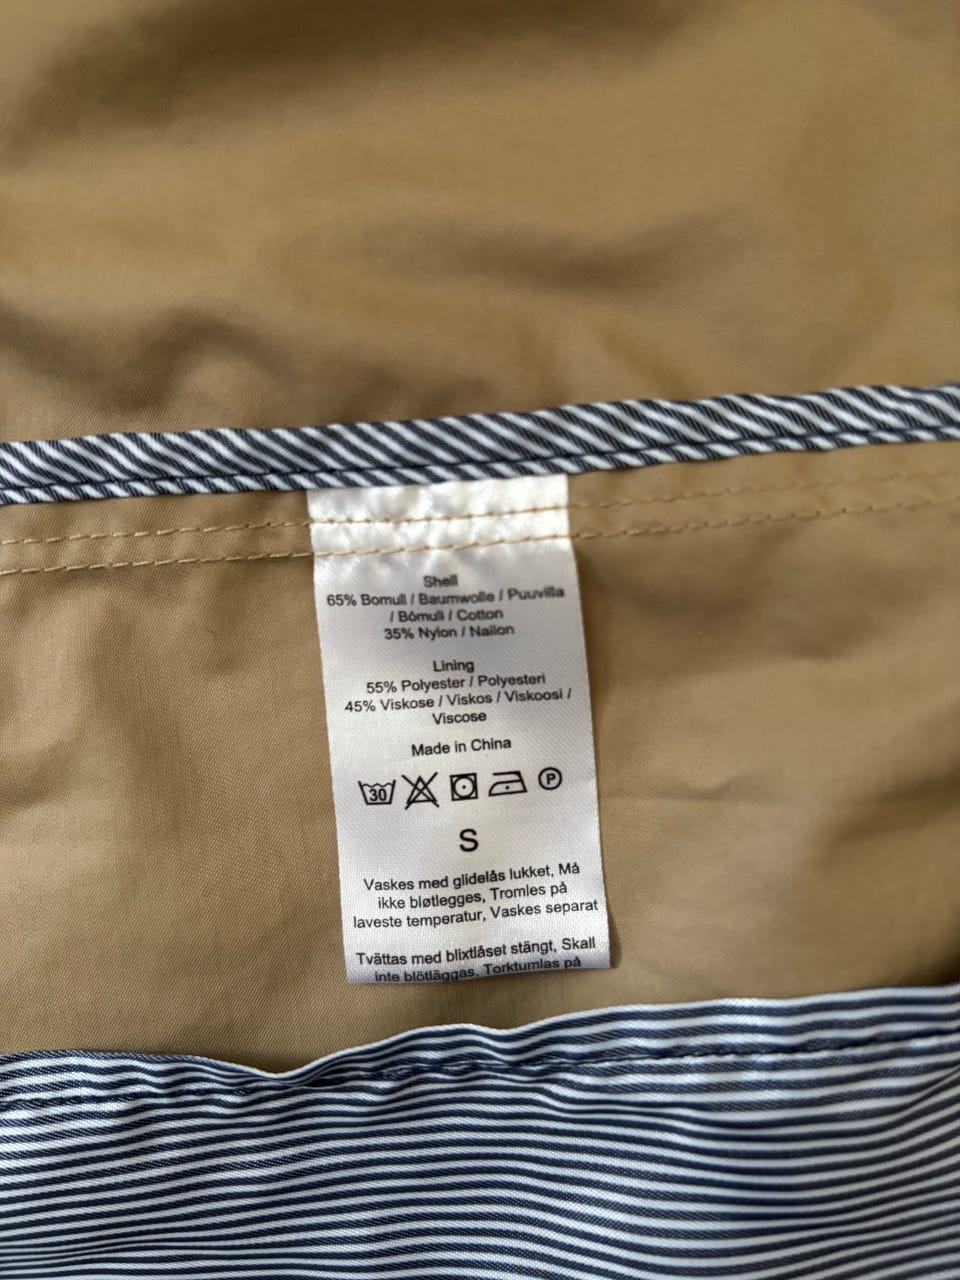 Shell
65% Bomull / Baumwolle / Puuvilla
/ Bómull / Cotton
35% Nylon / Nailon
Lining
55% Polyester / Polyesteri
45% Viskose / Viskos / Viskoosi /
Viscose
Made in China
30 P
S
Vaskes med glidelås lukket, Må
ikke bløtlegges, Tromles på
laveste temperatur, Vaskes separat
Tvättas med blixtlåset stängt, Skall
inte blötläggas, Torktumlas på